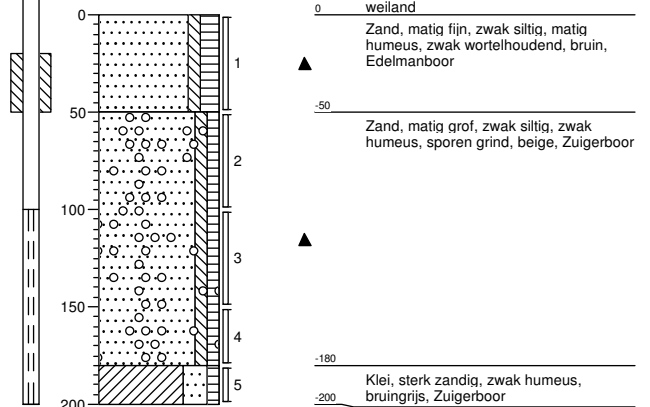 0
50
100
150
200
1
2
3
4
5
0
weiland
Zand, matig fijn, zwak siltig, matig
humeus, zwak wortelhoudend, bruin,
Edelmanboor
-50
Zand, matig grof, zwak siltig, zwak
humeus, sporen grind, beige, Zuigerboor
-180
Klei, sterk zandig, zwak humeus,
bruingrijs, Zuigerboor
-200